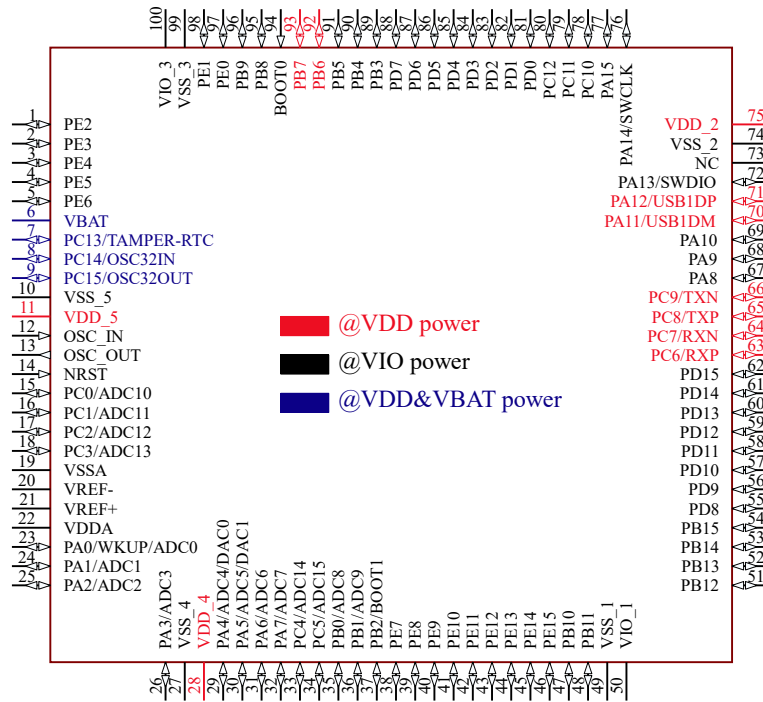 100 99 98 97 96 95 94 93 92 91 90 89 88 87 86 85 84 83 82 81 80 79 78 77 76
VIO_3 VSS_3 PE1 PE0 PB9 PB8 BOOT0 PB7 PB6 PB5 PB4 PB3 PD7 PD6 PD5 PD4 PD3 PD2 PD1 PD0 PC12 PC11 PC10 PA15 PA14/SWCLK
1 PE2
2 PE3
3 PE4
4 PE5
5 PE6
6 VBAT
7 PC13/TAMPER-RTC
8 PC14/OSC32IN
9 PC15/OSC32OUT
10 VSS_5
11 VDD_5
12 OSC_IN
13 OSC_OUT
14 NRST
15 PC0/ADC10
16 PC1/ADC11
17 PC2/ADC12
18 PC3/ADC13
19 VSSA
20 VREF-
21 VREF+
22 VDDA
23 PA0/WKUP/ADC0
24 PA1/ADC1
25 PA2/ADC2
@VDD power
@VIO power
@VDD&VBAT power
VDD_2 75
VSS_2 74
NC 73
PA13/SWDIO 72
PA12/USB1DP 71
PA11/USB1DM 70
PA10 69
PA9 68
PA8 67
PC9/TXN 66
PC8/TXP 65
PC7/RXN 64
PC6/RXP 63
PD15 62
PD14 61
PD13 60
PD12 59
PD11 58
PD10 57
PD9 56
PD8 55
PB15 54
PB14 53
PB13 52
PB12 51
PA3/ADC3 VSS_4 VDD_4 PA4/ADC4/DAC0 PA5/ADC5/DAC1 PA6/ADC6 PA7/ADC7 PC4/ADC14 PC5/ADC15 PB0/ADC8 PB1/ADC9 PB2/BOOT1 PE7 PE8 PE9 PE10 PE11 PE12 PE13 PE14 PE15 PB10 PB11 VSS_1 VIO_1
26 27 28 29 30 31 32 33 34 35 36 37 38 39 40 41 42 43 44 45 46 47 48 49 50